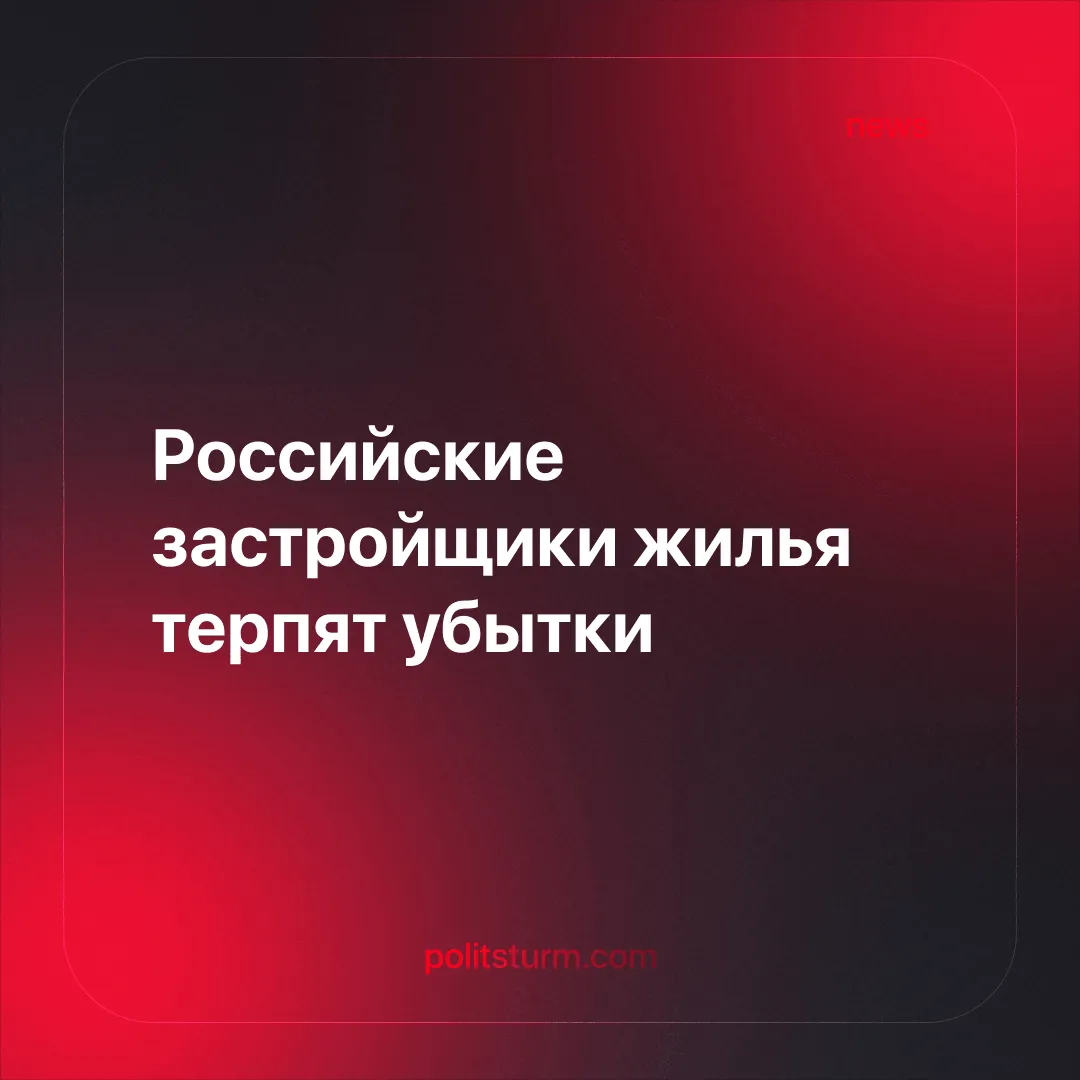 news
Российские
застройщики жилья
терпят убытки
politsturm.com